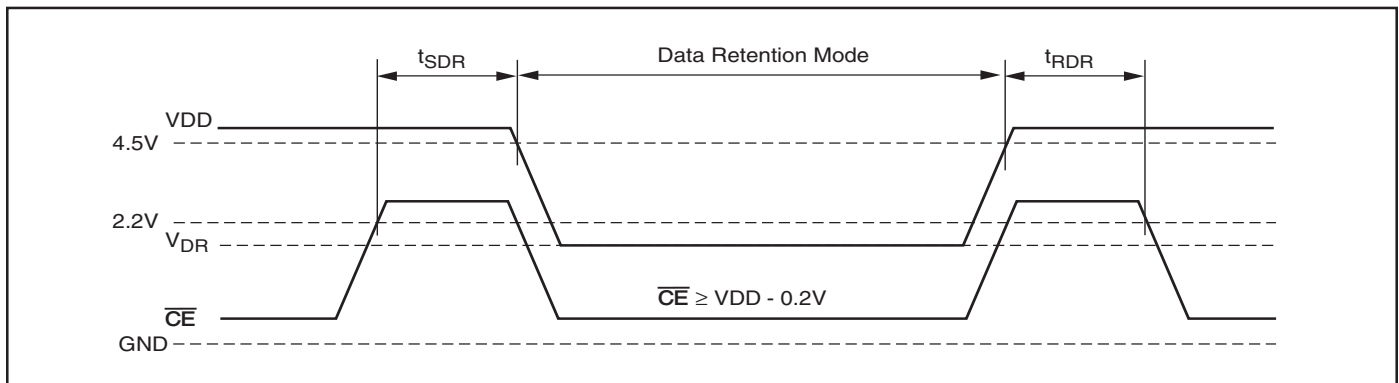 tSDR Data Retention Mode tRDR
VDD
4.5V
2.2V
VDR
CE ≥ VDD - 0.2V
CE
GND